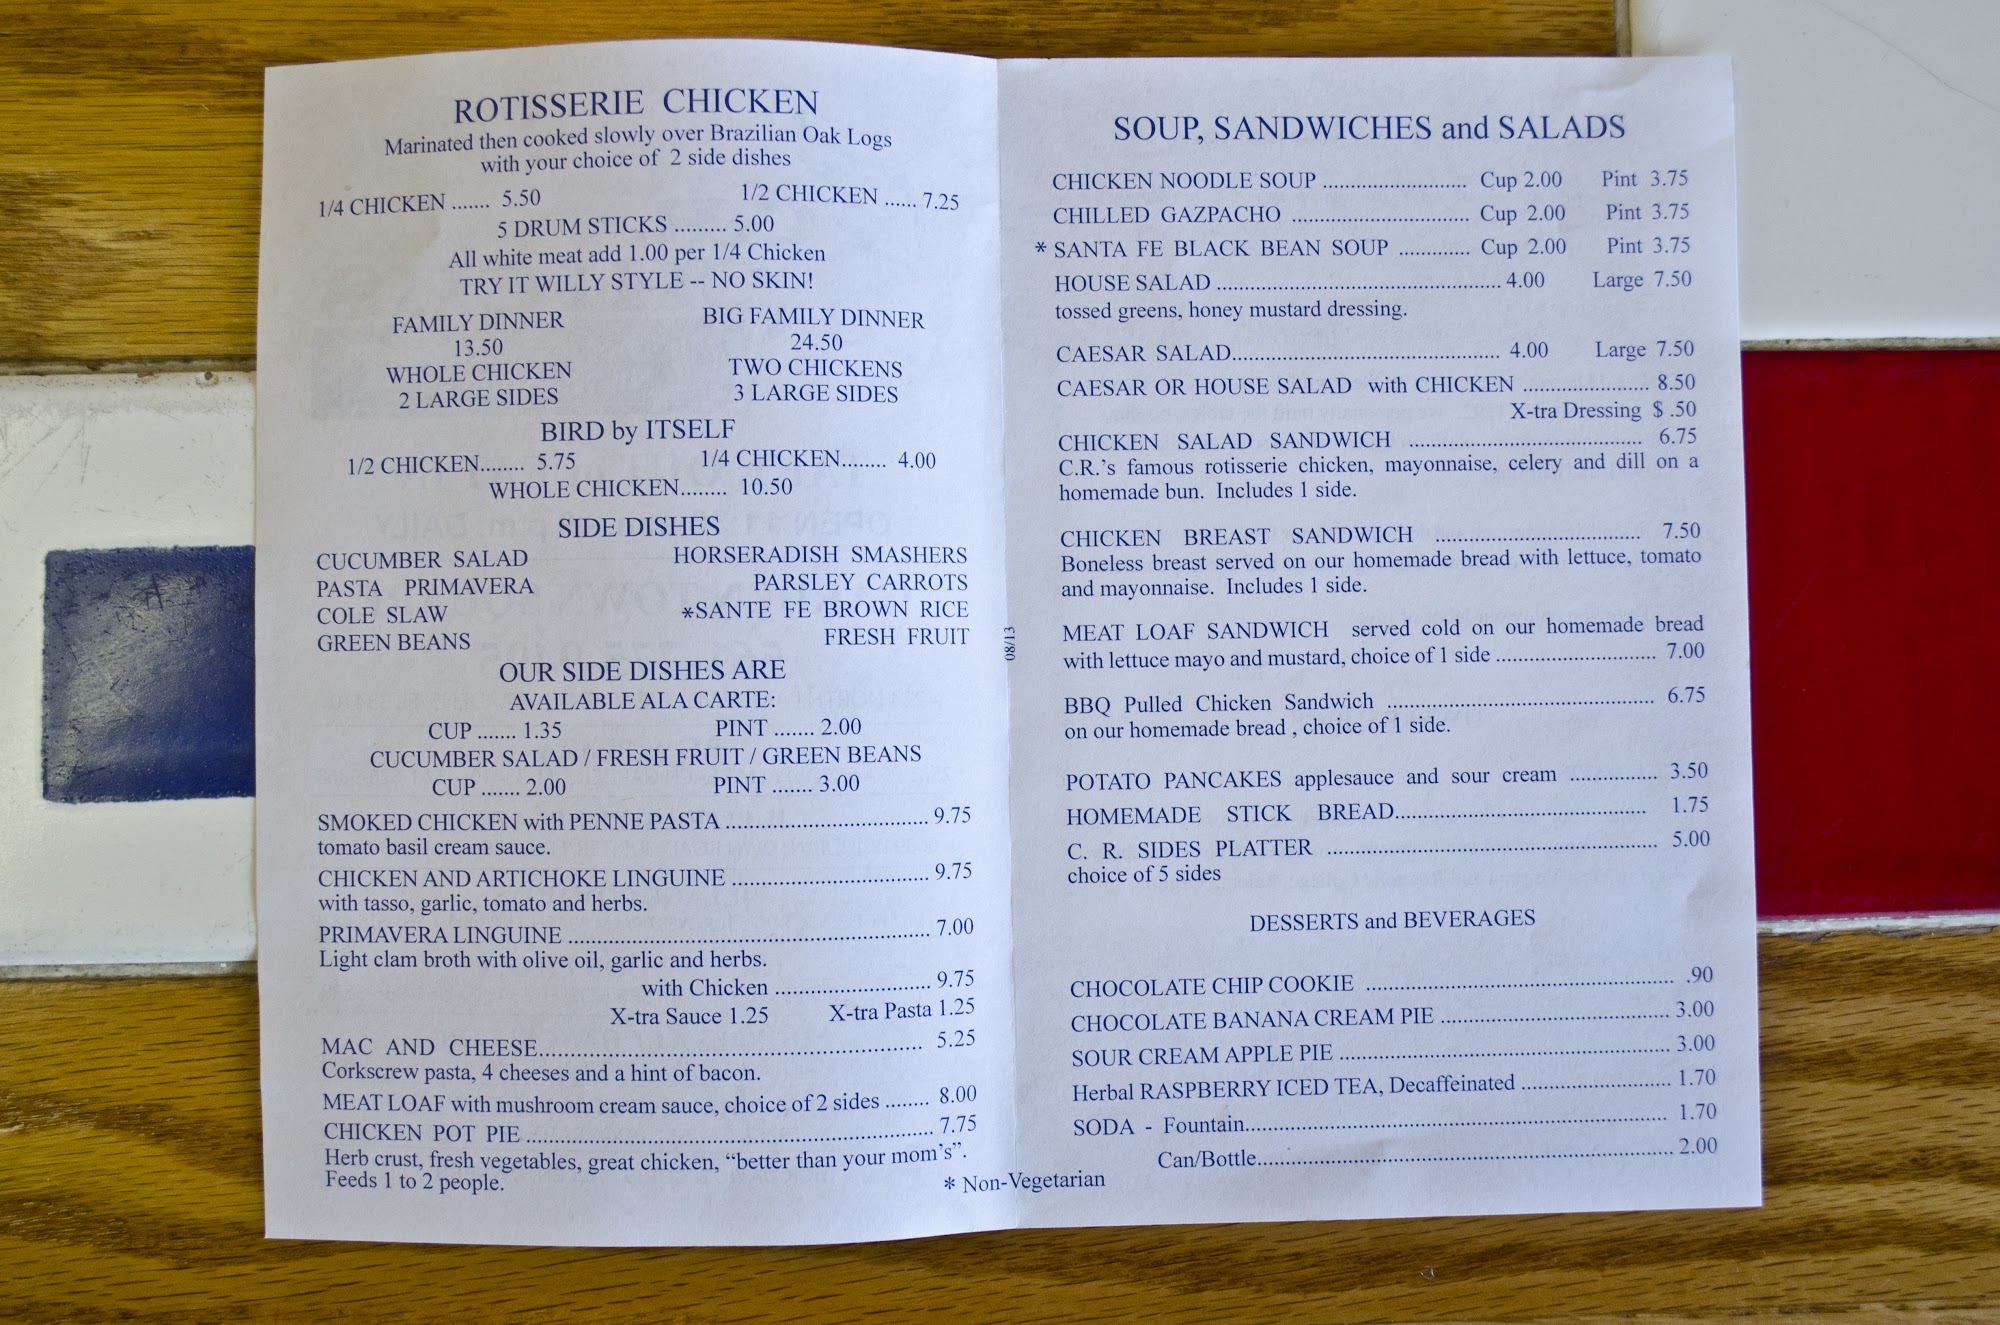 ROTISSERIE CHICKEN
Marinated then cooked slowly over Brazilian Oak Logs
with your choice of 2 side dishes
1/4 CHICKEN ....... 5.50 1/2 CHICKEN ...... 7.25
5 DRUM STICKS ......... 5.00
All white meat add 1.00 per 1/4 Chicken
TRY IT WILLY STYLE -- NO SKIN!
FAMILY DINNER BIG FAMILY DINNER
13.50 24.50
WHOLE CHICKEN TWO CHICKENS
2 LARGE SIDES 3 LARGE SIDES
BIRD by ITSELF
1/2 CHICKEN........ 5.75 1/4 CHICKEN........ 4.00
WHOLE CHICKEN........ 10.50
SIDE DISHES
CUCUMBER SALAD HORSERADISH SMASHERS
PASTA PRIMAVERA PARSLEY CARROTS
COLE SLAW *SANTE FE BROWN RICE
GREEN BEANS FRESH FRUIT
OUR SIDE DISHES ARE
AVAILABLE ALA CARTE:
CUP ....... 1.35 PINT ....... 2.00
CUCUMBER SALAD / FRESH FRUIT / GREEN BEANS
CUP ....... 2.00 PINT ....... 3.00
SMOKED CHICKEN with PENNE PASTA ..................................... 9.75
tomato basil cream sauce.
CHICKEN AND ARTICHOKE LINGUINE .................................... 9.75
with tasso, garlic, tomato and herbs.
PRIMAVERA LINGUINE .................................................................. 7.00
Light clam broth with olive oil, garlic and herbs.
with Chicken ............................ 9.75
X-tra Sauce 1.25 X-tra Pasta 1.25
MAC AND CHEESE...................................................................... 5.25
Corkscrew pasta, 4 cheeses and a hint of bacon.
MEAT LOAF with mushroom cream sauce, choice of 2 sides ........ 8.00
CHICKEN POT PIE .......................................................................... 7.75
Herb crust, fresh vegetables, great chicken, “better than your mom’s”.
Feeds 1 to 2 people.
* Non-Vegetarian
08/13
SOUP, SANDWICHES and SALADS
CHICKEN NOODLE SOUP .......................... Cup 2.00 Pint 3.75
CHILLED GAZPACHO ................................ Cup 2.00 Pint 3.75
* SANTA FE BLACK BEAN SOUP ............. Cup 2.00 Pint 3.75
HOUSE SALAD ................................................... 4.00 Large 7.50
tossed greens, honey mustard dressing.
CAESAR SALAD................................................ 4.00 Large 7.50
CAESAR OR HOUSE SALAD with CHICKEN ....................... 8.50
X-tra Dressing $ .50
CHICKEN SALAD SANDWICH .......................................... 6.75
C.R.'s famous rotisserie chicken, mayonnaise, celery and dill on a
homemade bun. Includes 1 side.
CHICKEN BREAST SANDWICH ..................................... 7.50
Boneless breast served on our homemade bread with lettuce, tomato
and mayonnaise. Includes 1 side.
MEAT LOAF SANDWICH served cold on our homemade bread
with lettuce mayo and mustard, choice of 1 side ............................. 7.00
BBQ Pulled Chicken Sandwich ................................................ 6.75
on our homemade bread , choice of 1 side.
POTATO PANCAKES applesauce and sour cream ................ 3.50
HOMEMADE STICK BREAD............................................. 1.75
C. R. SIDES PLATTER ........................................................... 5.00
choice of 5 sides
DESSERTS and BEVERAGES
CHOCOLATE CHIP COOKIE ....................................................... .90
CHOCOLATE BANANA CREAM PIE ......................................... 3.00
SOUR CREAM APPLE PIE ........................................................... 3.00
Herbal RASPBERRY ICED TEA, Decaffeinated ........................... 1.70
SODA - Fountain........................................................................... 1.70
Can/Bottle.......................................................................... 2.00